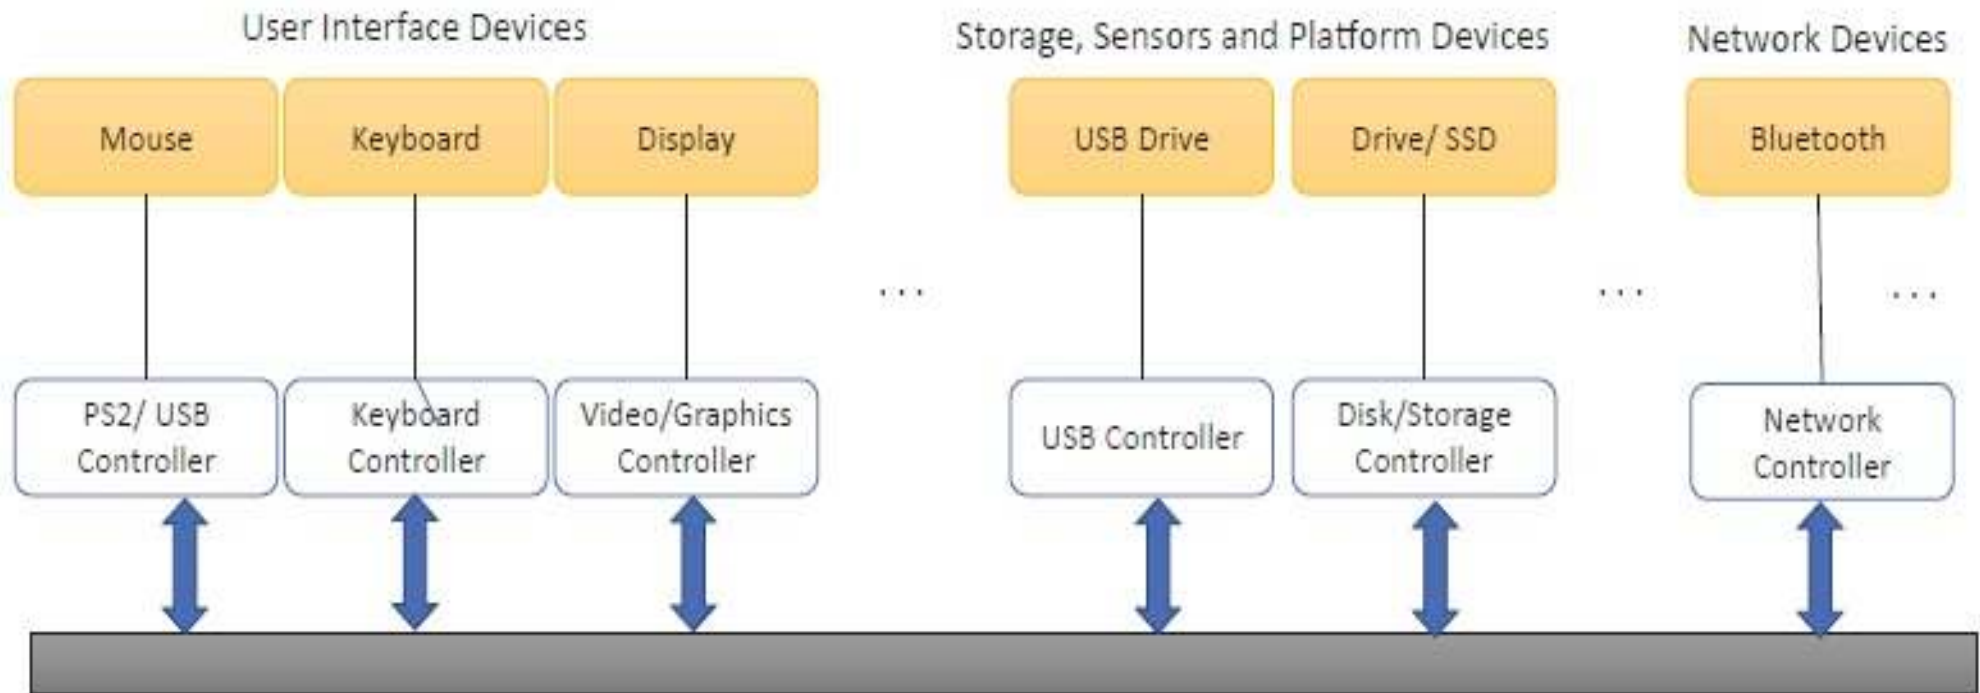 User Interface Devices
Storage, Sensors and Platform Devices
Network Devices
Mouse
Keyboard
Display
USB Drive
Drive/ SSD
Bluetooth
...
...
...
PS2/ USB
Controller
Keyboard
Controller
Video/Graphics
Controller
USB Controller
Disk/Storage
Controller
Network
Controller